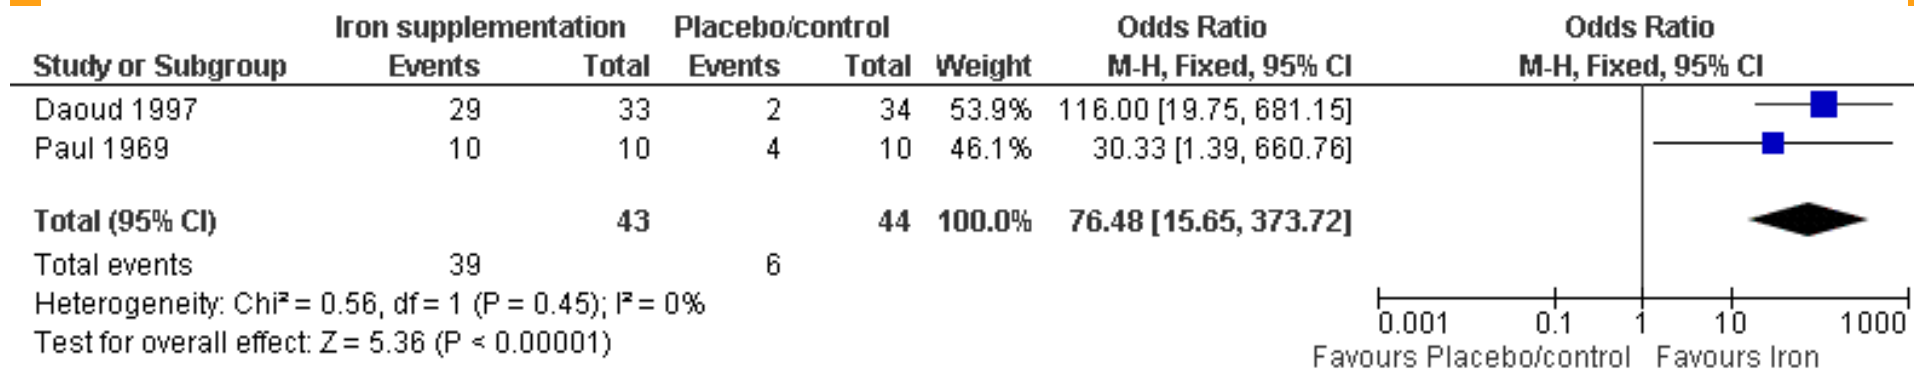 Iron supplementation Placebo/control Odds Ratio Odds Ratio
Study or Subgroup Events Total Events Total Weight M-H, Fixed, 95% CI M-H, Fixed, 95% CI
Daoud 1997 29 33 2 34 53.9% 116.00 [19.75, 681.15]
Paul 1969 10 10 4 10 46.1% 30.33 [1.39, 660.76]
Total (95% CI) 43 44 100.0% 76.48 [15.65, 373.72]
Total events 39 6
Heterogeneity: Chi² = 0.56, df = 1 (P = 0.45); I² = 0%
Test for overall effect: Z = 5.36 (P < 0.00001)
0.001 0.1 1 10 1000
Favours Placebo/control Favours Iron